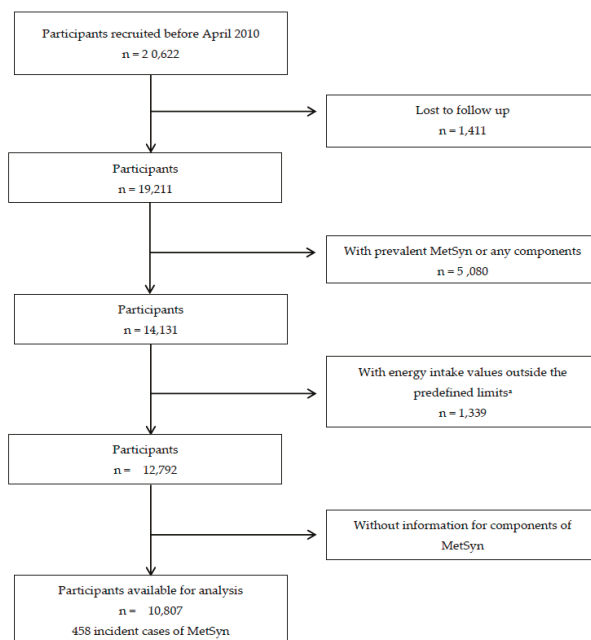 Participants recruited before April 2010
n = 2 0,622
Lost to follow up
n = 1,411
Participants
n = 19,211
With prevalent MetSyn or any components
n = 5 ,080
Participants
n = 14,131
With energy intake values outside the
predefined limitsᵃ
n = 1,339
Participants
n = 12,792
Without information for components of
MetSyn
Participants available for analysis
n = 10,807
458 incident cases of MetSyn